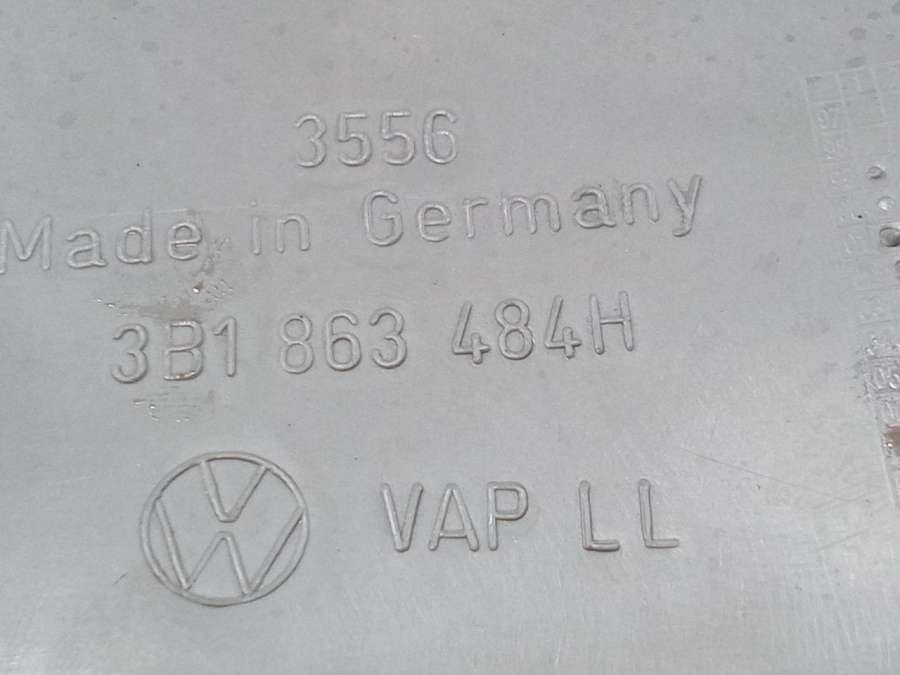 3556
Made in Germany
3B1 863 484H
VAP LL